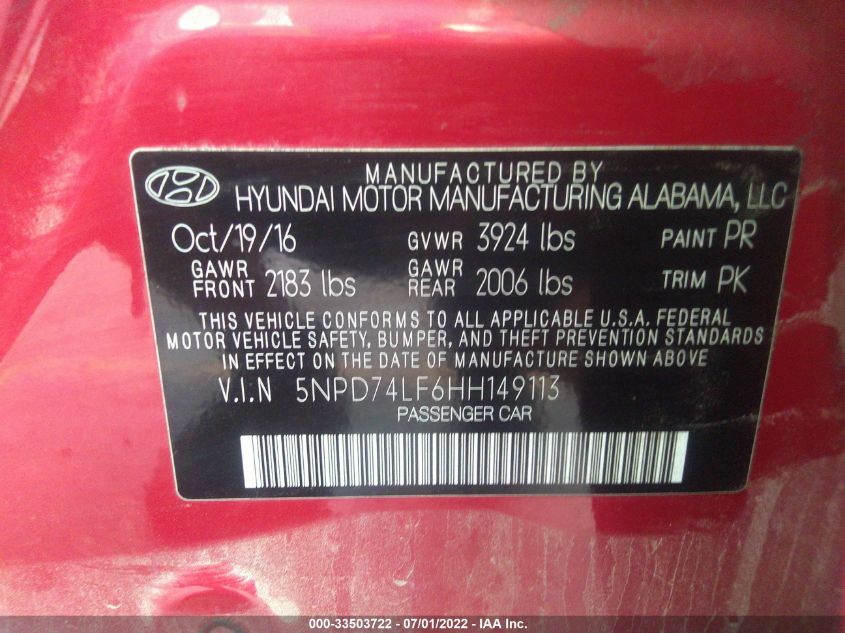 MANUFACTURED BY
HYUNDAI MOTOR MANUFACTURING ALABAMA, LLC
Oct/19/16 GVWR 3924 lbs PAINT PR
GAWR FRONT 2183 lbs GAWR REAR 2006 lbs TRIM PK
THIS VEHICLE CONFORMS TO ALL APPLICABLE U.S.A. FEDERAL
MOTOR VEHICLE SAFETY, BUMPER, AND THEFT PREVENTION STANDARDS
IN EFFECT ON THE DATE OF MANUFACTURE SHOWN ABOVE
V.I.N 5NPD74LF6HH149113
PASSENGER CAR
000-33503722 - 07/01/2022 - IAA Inc.